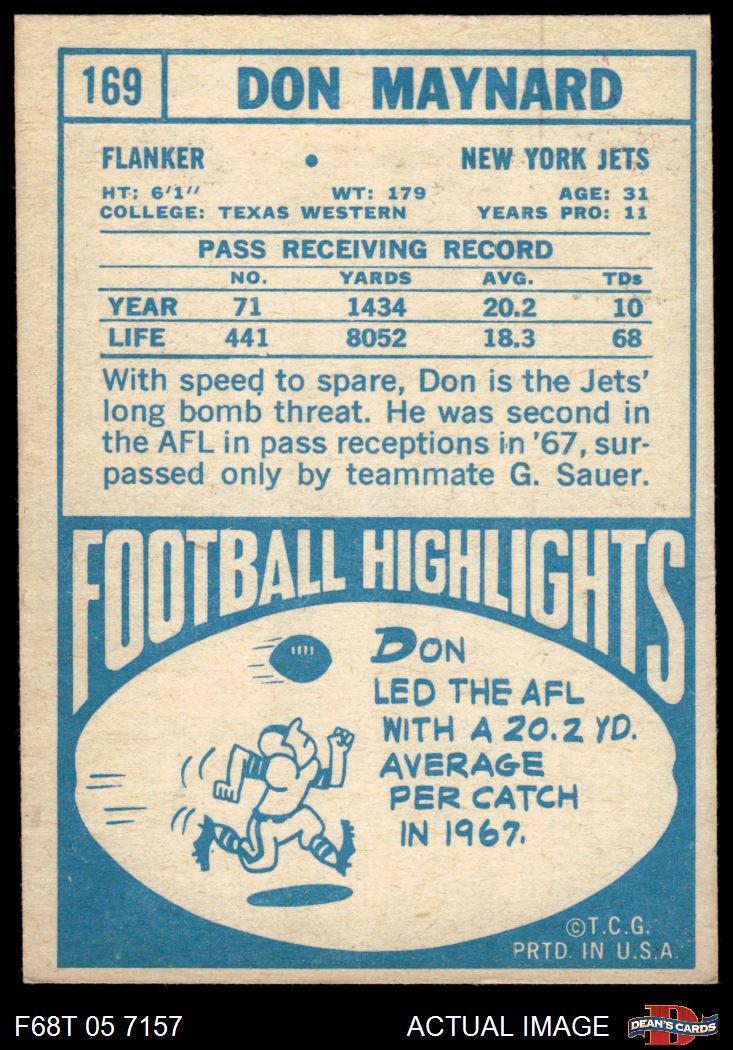 169 DON MAYNARD
FLANKER • NEW YORK JETS
HT: 6'1" WT: 179 AGE: 31
COLLEGE: TEXAS WESTERN YEARS PRO: 11
PASS RECEIVING RECORD
NO. YARDS AVG. TDs
YEAR 71 1434 20.2 10
LIFE 441 8052 18.3 68
With speed to spare, Don is the Jets'
long bomb threat. He was second in
the AFL in pass receptions in '67, sur-
passed only by teammate G. Sauer.
FOOTBALL HIGHLIGHTS
DON
LED THE AFL
WITH A 20.2 YD.
AVERAGE
PER CATCH
IN 1967.
©T.C.G.
PRTD. IN U.S.A.
F68T 05 7157 ACTUAL IMAGE D DEAN'S CARDS